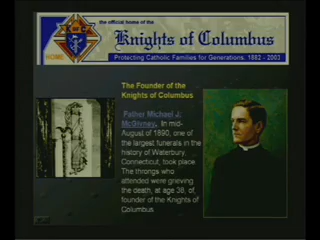 the official home of the
K of C
Knights of Columbus
HOME
Protecting Catholic Families for Generations. 1882 - 2003
The Founder of the
Knights of Columbus
Father Michael J.
McGivney. In mid-
August of 1890, one of
the largest funerals in the
history of Waterbury,
Connecticut, took place.
The throngs who
attended were grieving
the death, at age 38, of
founder of the Knights of
Columbus